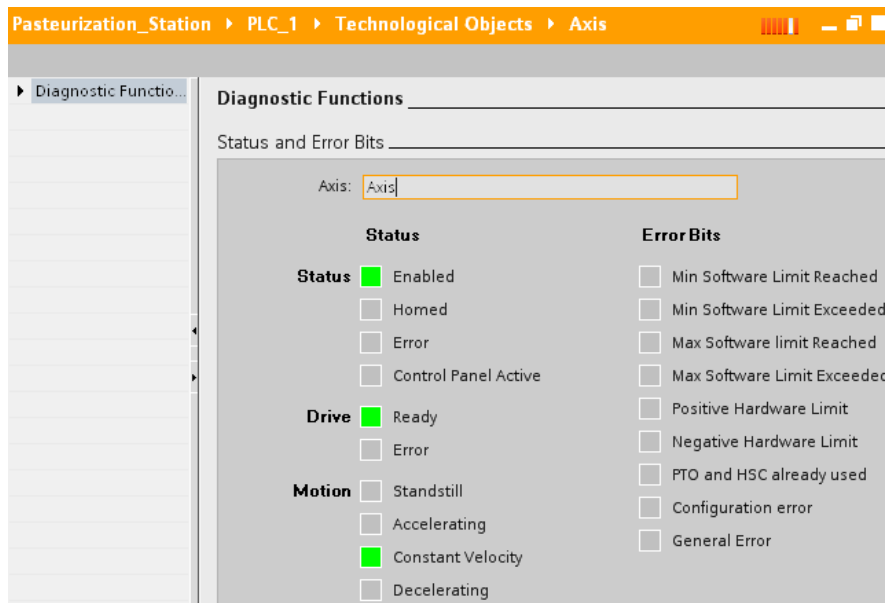 Pasteurization_Station ▸ PLC_1 ▸ Technological Objects ▸ Axis
Diagnostic Functio...
Diagnostic Functions
Status and Error Bits
Axis: Axis
Status
Status Enabled
Homed
Error
Control Panel Active
Drive Ready
Error
Motion Standstill
Accelerating
Constant Velocity
Decelerating
Error Bits
Min Software Limit Reached
Min Software Limit Exceeded
Max Software limit Reached
Max Software Limit Exceeded
Positive Hardware Limit
Negative Hardware Limit
PTO and HSC already used
Configuration error
General Error